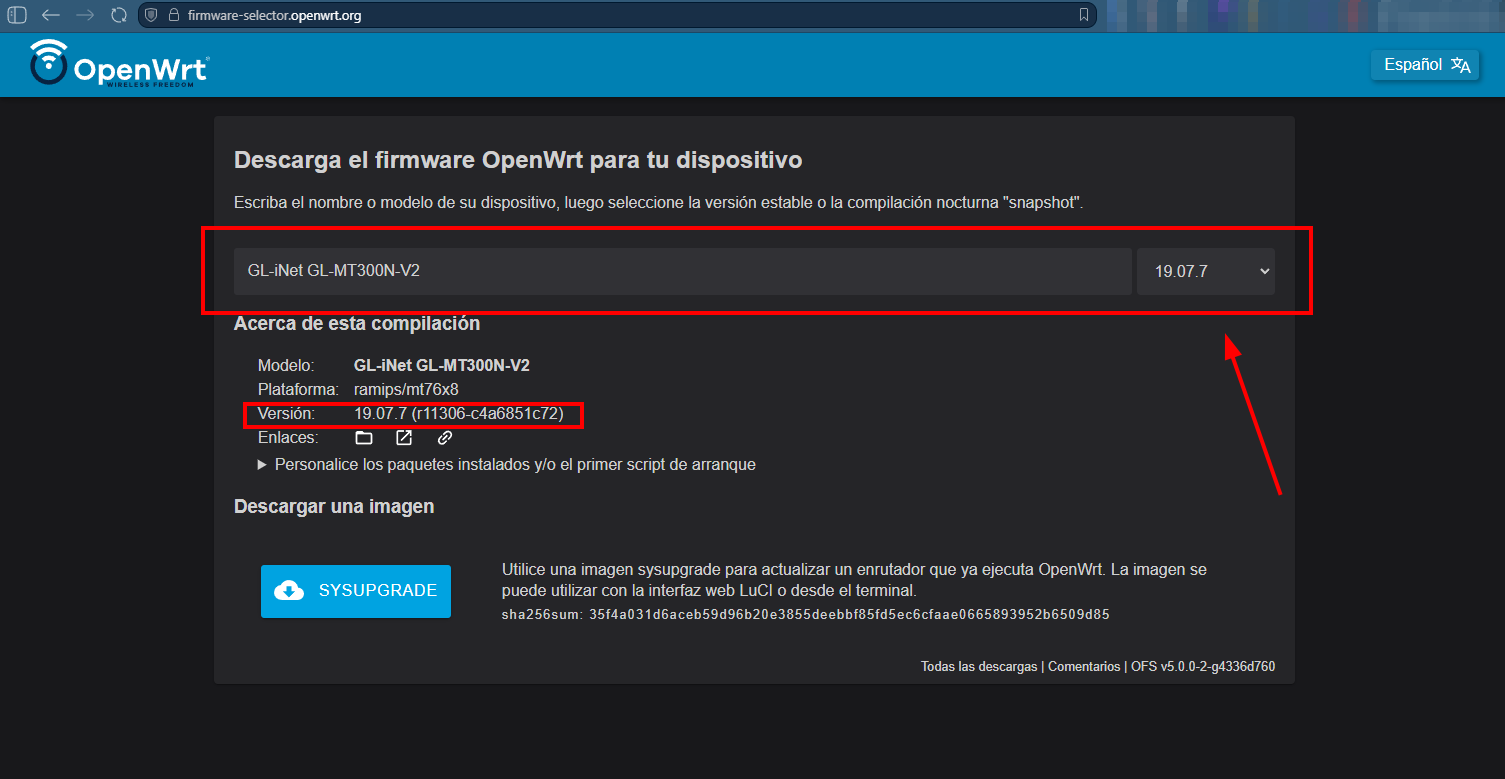 firmware-selector.openwrt.org
OpenWrt
WIRELESS FREEDOM
Español
Descarga el firmware OpenWrt para tu dispositivo
Escriba el nombre o modelo de su dispositivo, luego seleccione la versión estable o la compilación nocturna "snapshot".
GL-iNet GL-MT300N-V2 19.07.7
Acerca de esta compilación
Modelo: GL-iNet GL-MT300N-V2
Plataforma: ramips/mt76x8
Versión: 19.07.7 (r11306-c4a6851c72)
Enlaces:
Personalice los paquetes instalados y/o el primer script de arranque
Descargar una imagen
SYSUPGRADE
Utilice una imagen sysupgrade para actualizar un enrutador que ya ejecuta OpenWrt. La imagen se
puede utilizar con la interfaz web LuCI o desde el terminal.
sha256sum: 35f4a031d6aceb59d96b20e3855deebbf85fd5ec6cfaae0665893952b6509d85
Todas las descargas | Comentarios | OFS v5.0.0-2-g4336d760